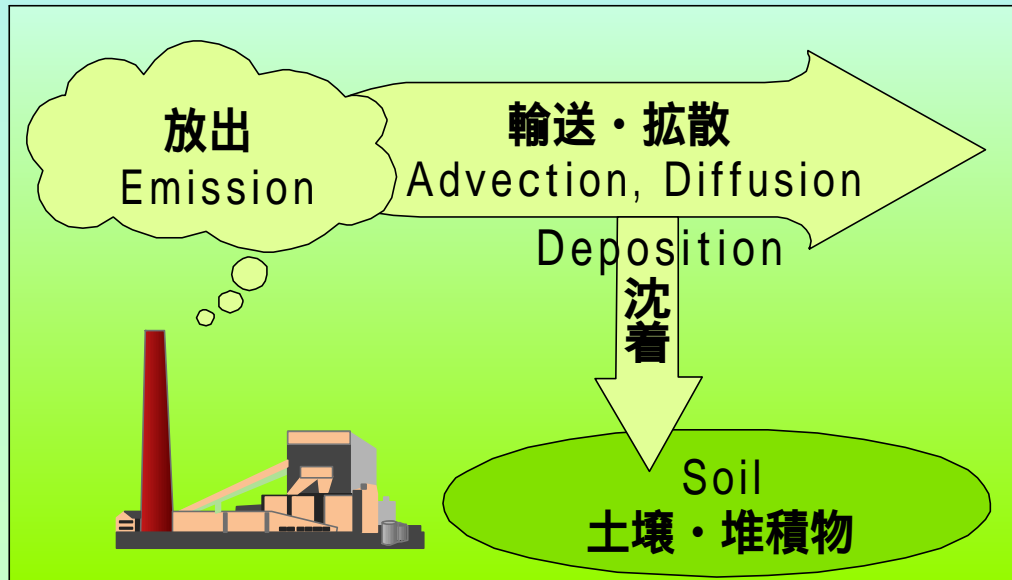 放出
Emission
輸送・拡散
Advection, Diffusion
Deposition
沈着
Soil
土壌・堆積物